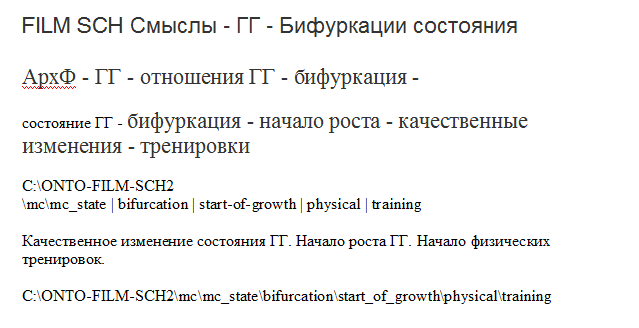 FILM SCH Смыслы - ГГ - Бифуркации состояния
АрхФ - ГГ - отношения ГГ - бифуркация -
состояние ГГ - бифуркация - начало роста - качественные
изменения - тренировки
C:\ONTO-FILM-SCH2
\mc\mc_state | bifurcation | start-of-growth | physical | training
Качественное изменение состояния ГГ. Начало роста ГГ. Начало физических
тренировок.
C:\ONTO-FILM-SCH2\mc\mc_state\bifurcation\start_of_growth\physical\training